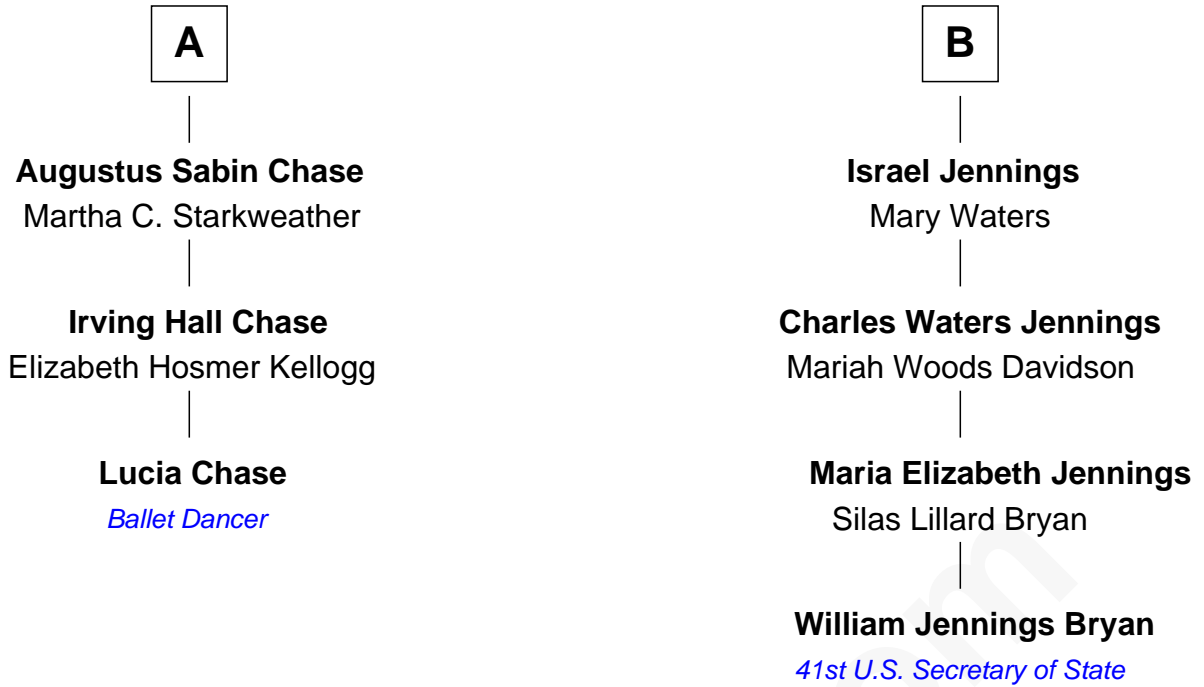 A
Augustus Sabin Chase
Martha C. Starkweather
Irving Hall Chase
Elizabeth Hosmer Kellogg
Lucia Chase
Ballet Dancer
B
Israel Jennings
Mary Waters
Charles Waters Jennings
Mariah Woods Davidson
Maria Elizabeth Jennings
Silas Lillard Bryan
William Jennings Bryan
41st U.S. Secretary of State